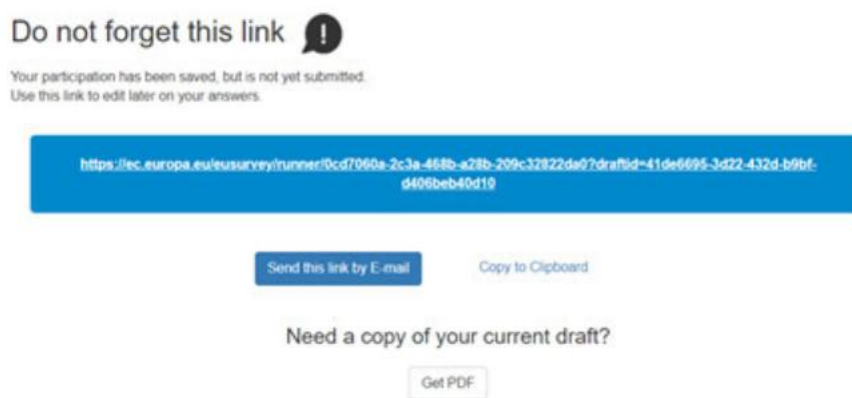 Do not forget this link
Your participation has been saved, but is not yet submitted.
Use this link to edit later on your answers.
https://ec.europa.eu/eusurvey/runner/0cd7060a-2c3a-468b-a28b-209c32822da0?draftid=41de6695-3d22-432d-b9bf-
d406beb40d10
Send this link by E-mail Copy to Clipboard
Need a copy of your current draft?
Get PDF